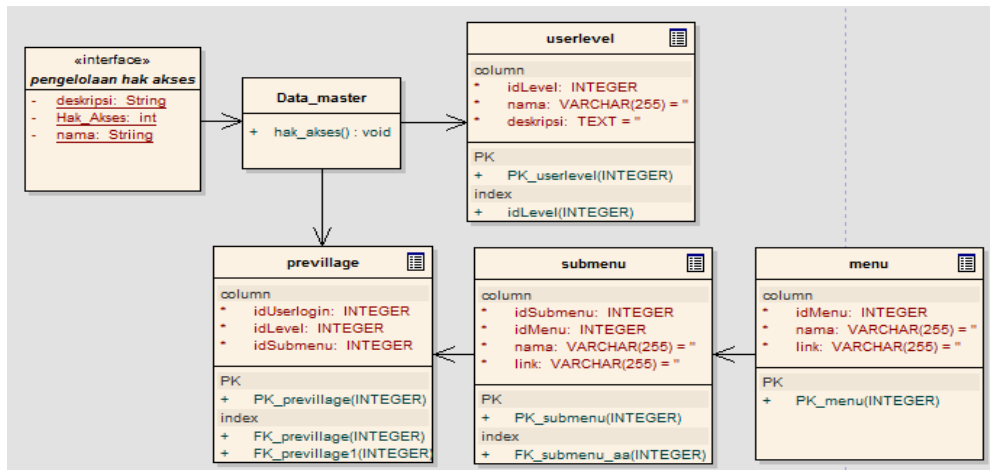 «interface»
pengelolaan hak akses
- deskripsi: String
- Hak_Akses: int
- nama: Striing
Data_master
+ hak_akses() : void
userlevel
column
* idLevel: INTEGER
* nama: VARCHAR(255) = ''
* deskripsi: TEXT = ''
PK
+ PK_userlevel(INTEGER)
index
+ idLevel(INTEGER)
previllage
column
* idUserlogin: INTEGER
* idLevel: INTEGER
* idSubmenu: INTEGER
PK
+ PK_previllage(INTEGER)
index
+ FK_previllage(INTEGER)
+ FK_previllage1(INTEGER)
submenu
column
* idSubmenu: INTEGER
* idMenu: INTEGER
* nama: VARCHAR(255) = ''
* link: VARCHAR(255) = ''
PK
+ PK_submenu(INTEGER)
index
+ FK_submenu_aa(INTEGER)
menu
column
* idMenu: INTEGER
* nama: VARCHAR(255) = ''
* link: VARCHAR(255) = ''
PK
+ PK_menu(INTEGER)